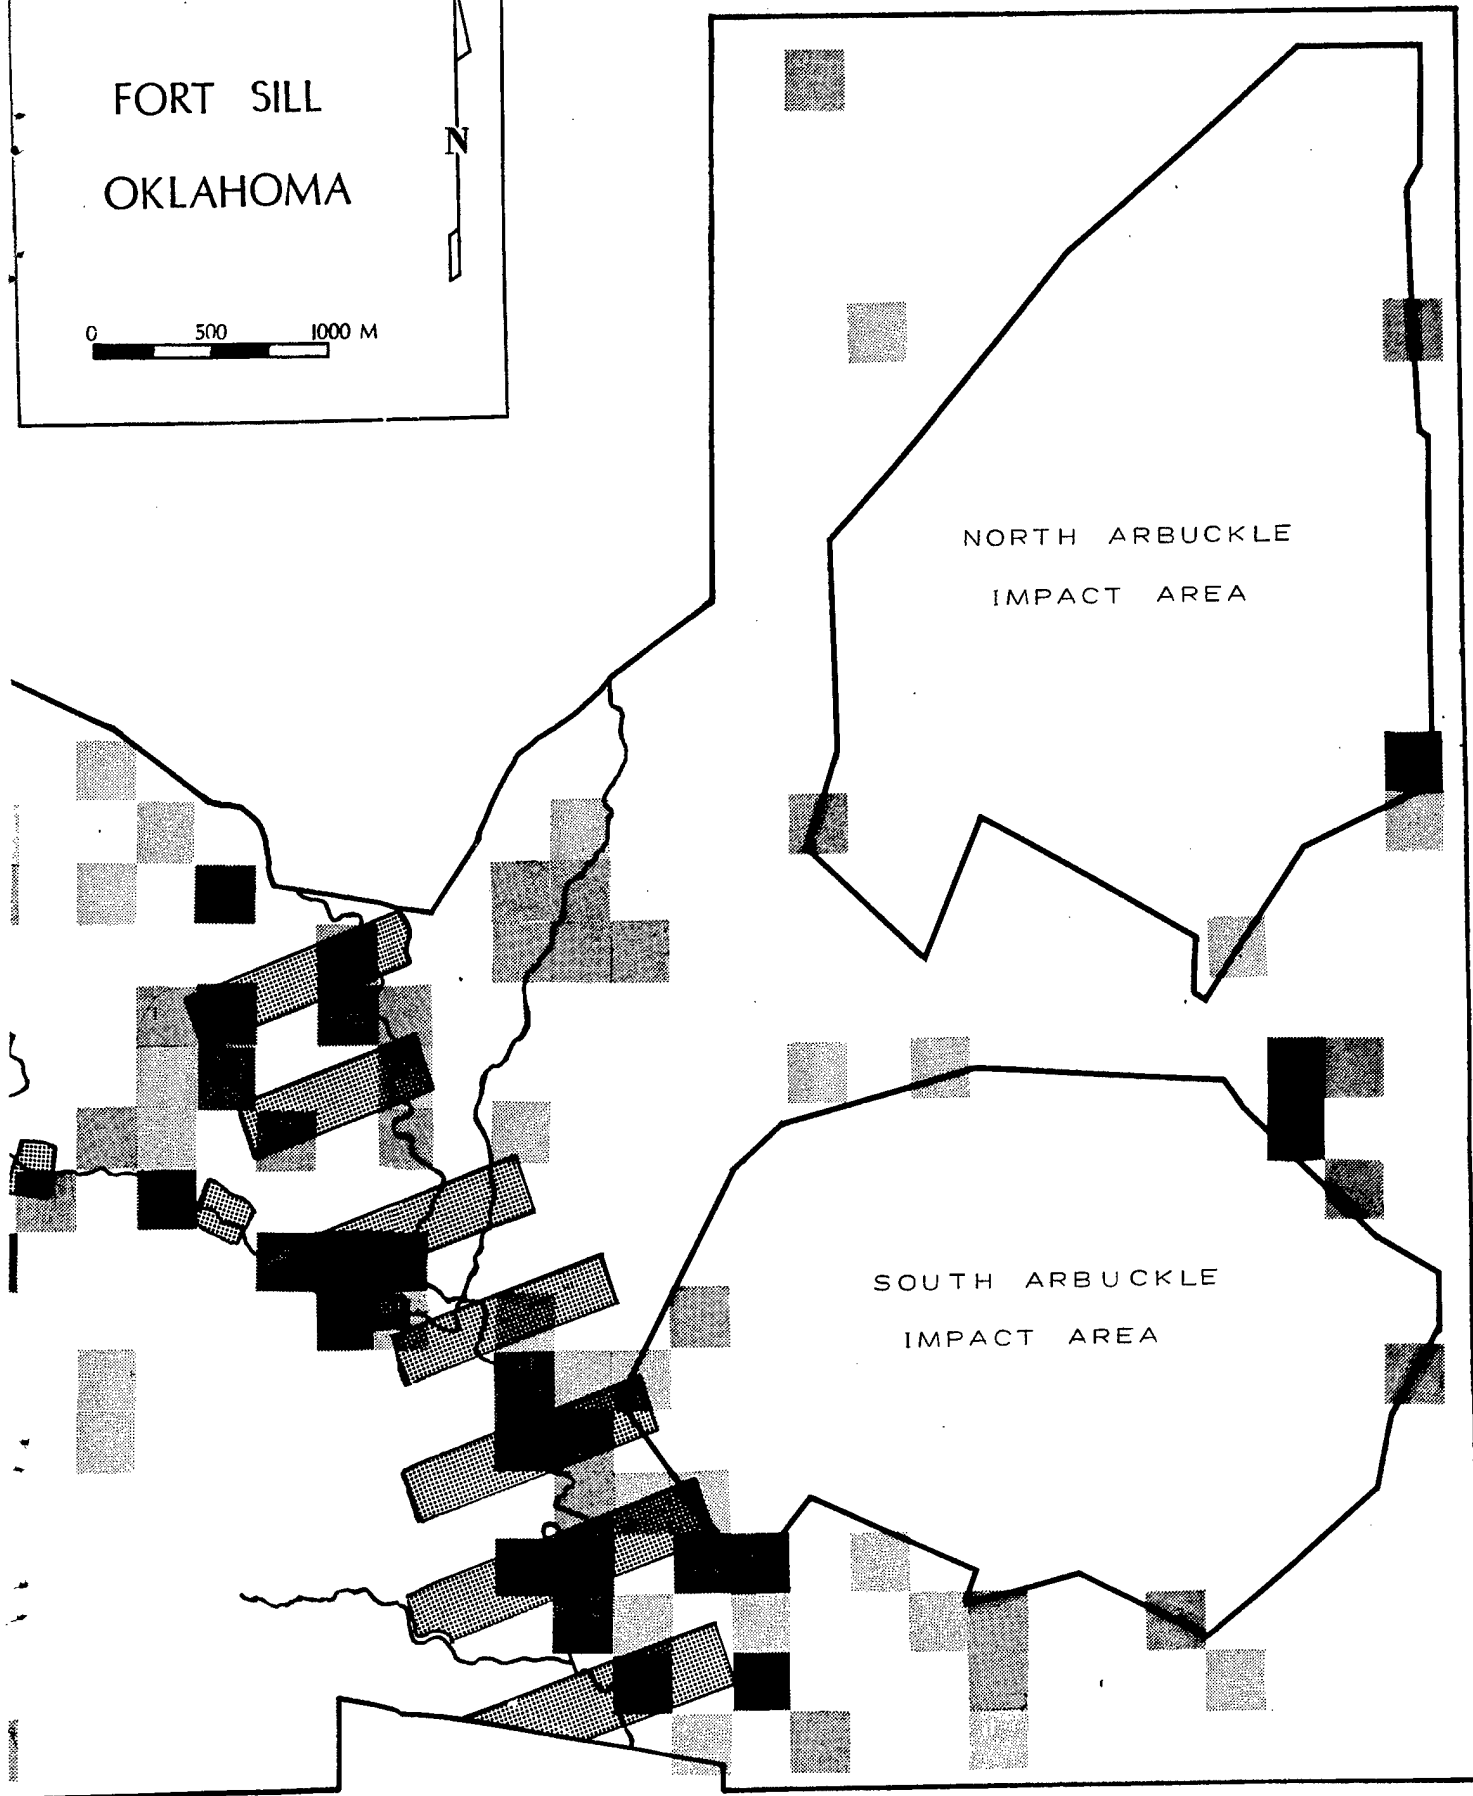 FORT SILL
OKLAHOMA
N
0 500 1000 M
NORTH ARBUCKLE
IMPACT AREA
SOUTH ARBUCKLE
IMPACT AREA